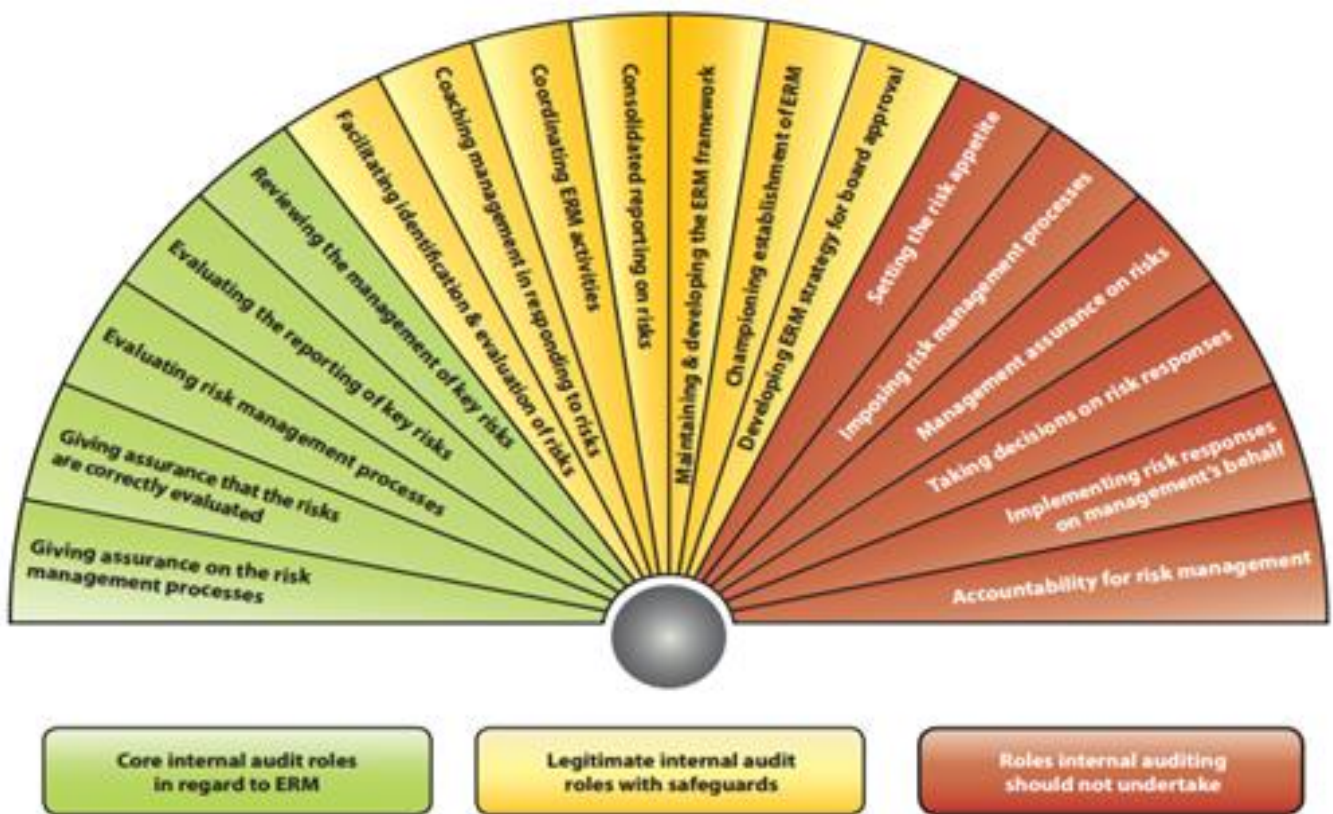 Giving assurance on the risk
management processes
Giving assurance that the risks
are correctly evaluated
Evaluating risk management processes
Evaluating the reporting of key risks
Reviewing the management of key risks
Facilitating identification & evaluation of risks
Coaching management in responding to risks
Coordinating ERM activities
Consolidated reporting on risks
Maintaining & developing the ERM framework
Championing establishment of ERM
Developing ERM strategy for board approval
Setting the risk appetite
Imposing risk management processes
Management assurance on risks
Taking decisions on risk responses
Implementing risk responses
on management's behalf
Accountability for risk management
Core internal audit roles
in regard to ERM
Legitimate internal audit
roles with safeguards
Roles internal auditing
should not undertake